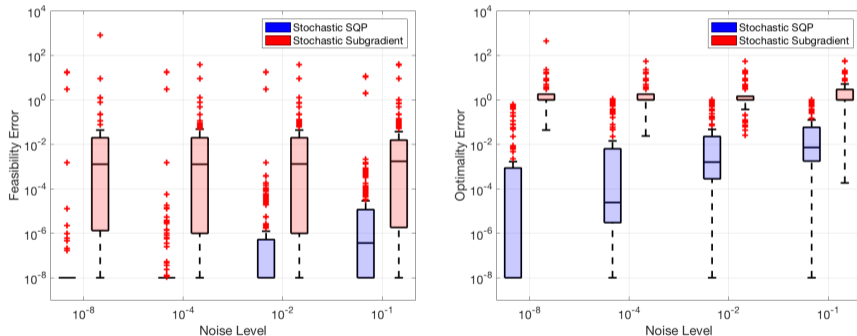 Stochastic SQP
Stochastic Subgradient
Feasibility Error
10^4
10^2
10^0
10^-2
10^-4
10^-6
10^-8
10^-8
10^-4
10^-2
10^-1
Noise Level
Stochastic SQP
Stochastic Subgradient
Optimality Error
10^4
10^2
10^0
10^-2
10^-4
10^-6
10^-8
10^-8
10^-4
10^-2
10^-1
Noise Level